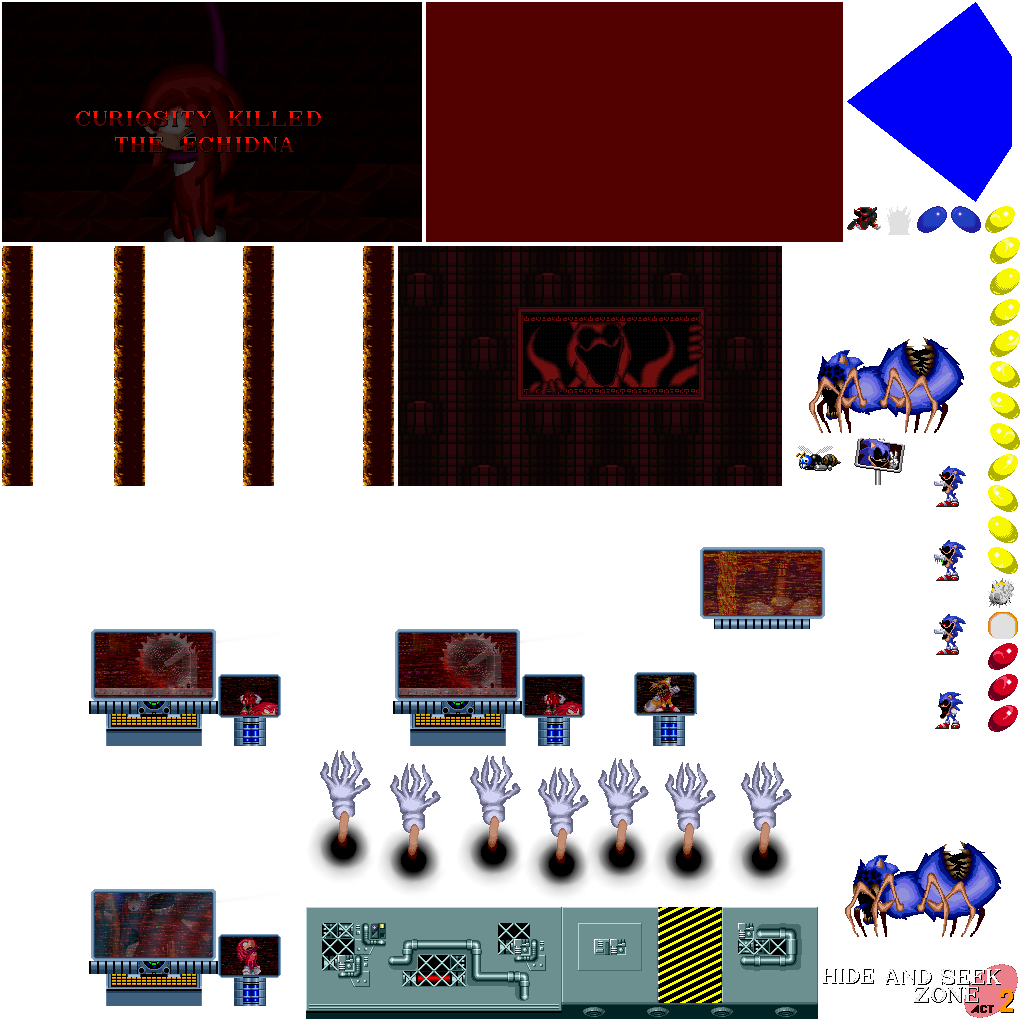 CURIOSITY KILLED
THE ECHIDNA
HIDE AND SEEK
ZONE
ACT 2